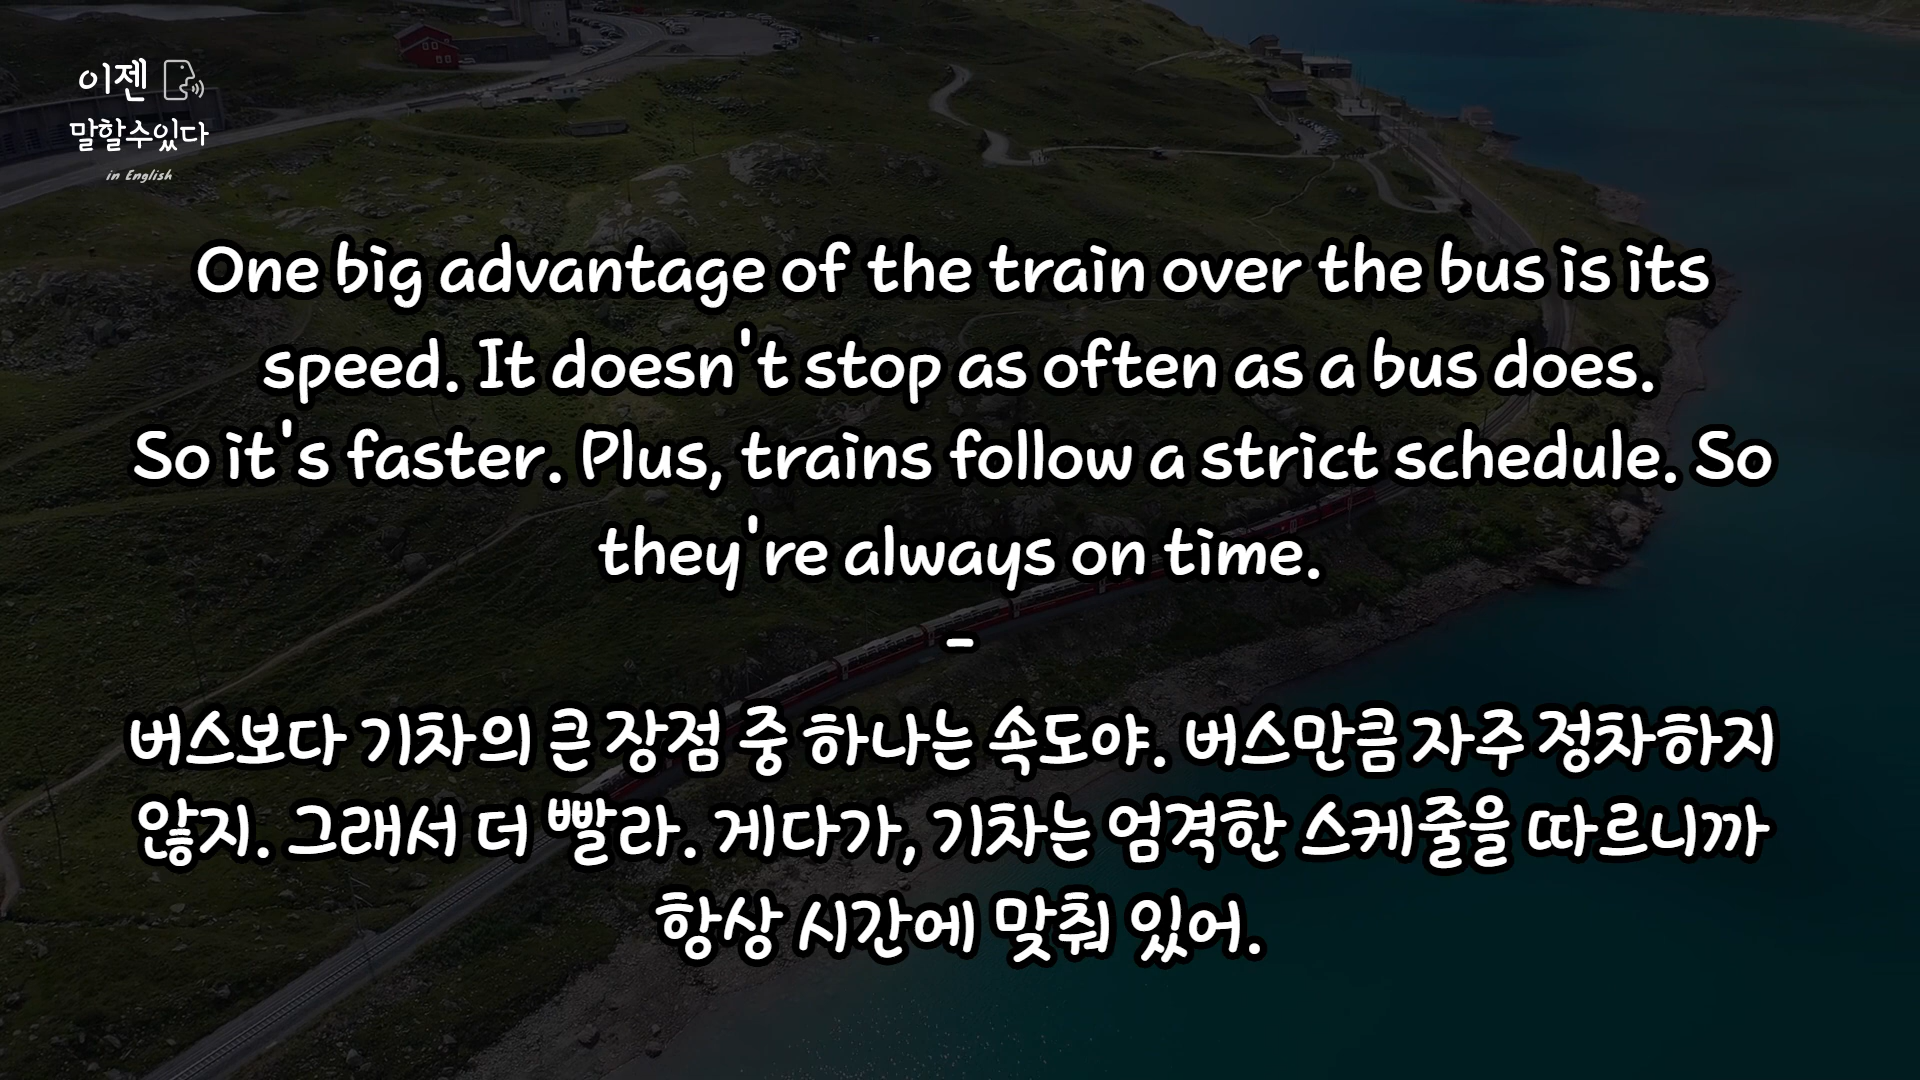 이젠
말할수있다
in English
One big advantage of the train over the bus is its
speed. It doesn't stop as often as a bus does.
So it's faster. Plus, trains follow a strict schedule. So
they're always on time.
-
버스보다 기차의 큰 장점 중 하나는 속도야. 버스만큼 자주 정차하지
않지. 그래서 더 빨라. 게다가, 기차는 엄격한 스케줄을 따르니까
항상 시간에 맞춰 있어.